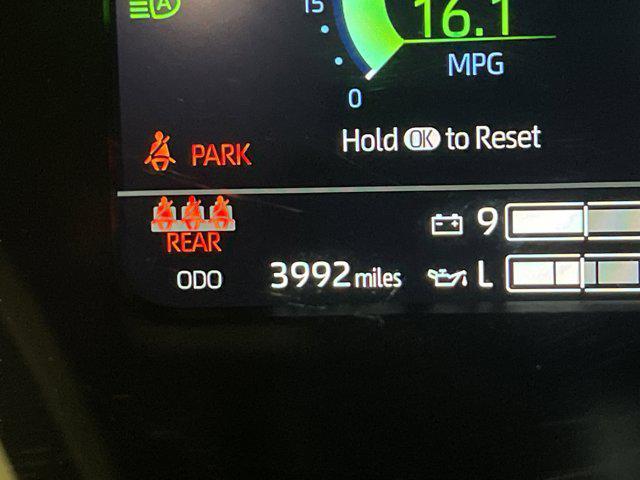 A
15
16.1
MPG
0
Hold OK to Reset
PARK
REAR
9
ODO 3992 miles
L